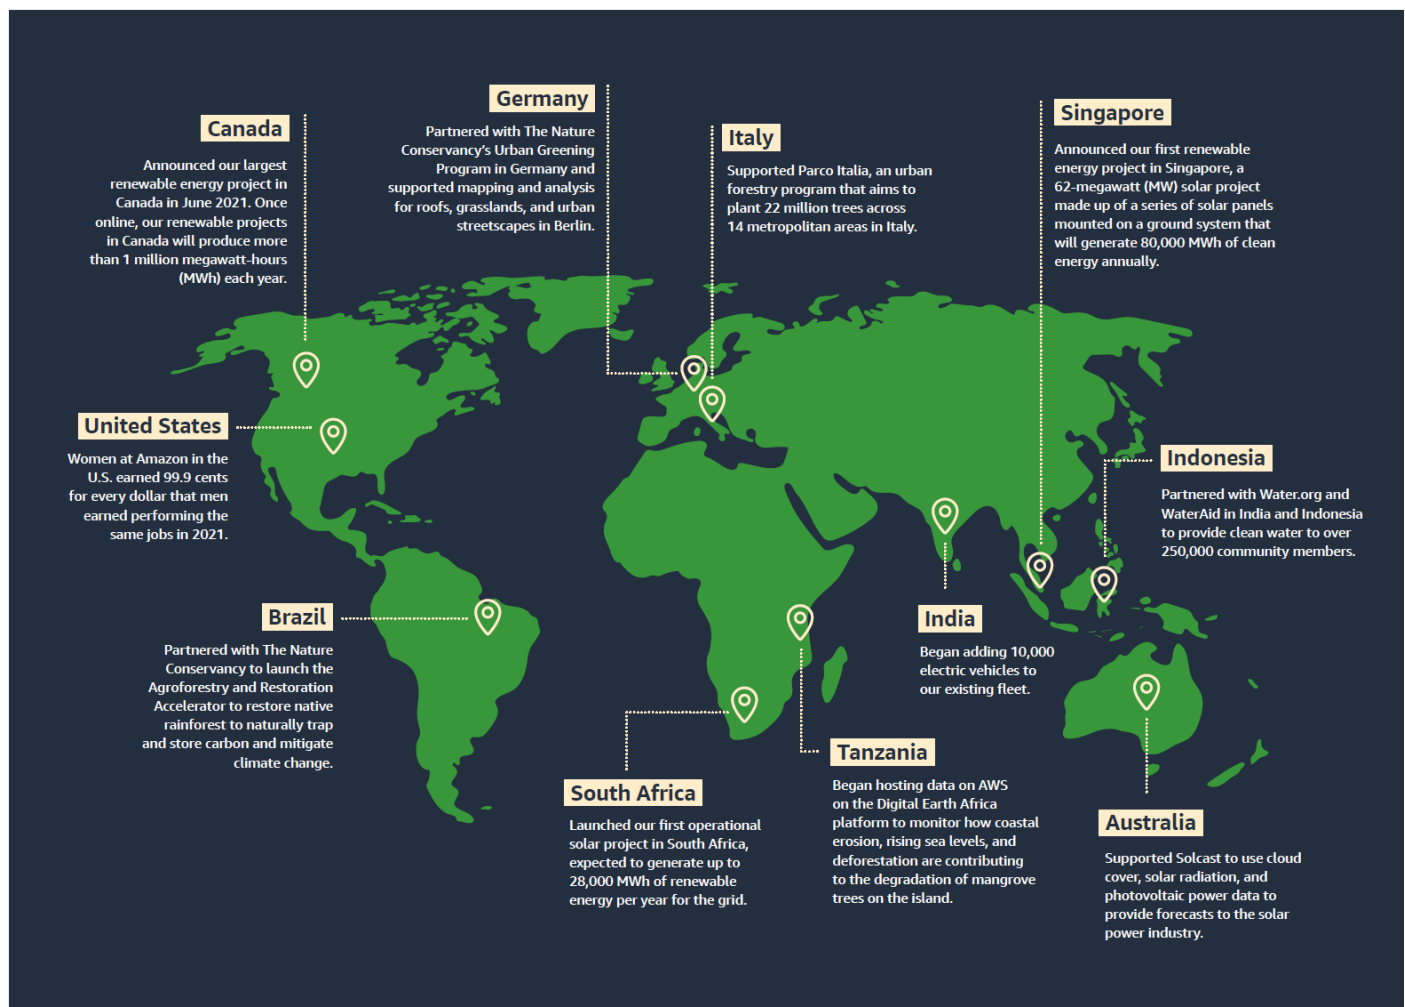 Canada
Announced our largest
renewable energy project in
Canada in June 2021. Once
online, our renewable projects
in Canada will produce more
than 1 million megawatt-hours
(MWh) each year.
Germany
Partnered with The Nature
Conservancy's Urban Greening
Program in Germany and
supported mapping and analysis
for roofs, grasslands, and urban
streetscapes in Berlin.
Italy
Supported Parco Italia, an urban
forestry program that aims to
plant 22 million trees across
14 metropolitan areas in Italy.
Singapore
Announced our first renewable
energy project in Singapore, a
62-megawatt (MW) solar project
made up of a series of solar panels
mounted on a ground system that
will generate 80,000 MWh of clean
energy annually.
United States
Women at Amazon in the
U.S. earned 99.9 cents
for every dollar that men
earned performing the
same jobs in 2021.
Indonesia
Partnered with Water.org and
WaterAid in India and Indonesia
to provide clean water to over
250,000 community members.
Brazil
Partnered with The Nature
Conservancy to launch the
Agroforestry and Restoration
Accelerator to restore native
rainforest to naturally trap
and store carbon and mitigate
climate change.
India
Began adding 10,000
electric vehicles to
our existing fleet.
South Africa
Launched our first operational
solar project in South Africa,
expected to generate up to
28,000 MWh of renewable
energy per year for the grid.
Tanzania
Began hosting data on AWS
on the Digital Earth Africa
platform to monitor how coastal
erosion, rising sea levels, and
deforestation are contributing
to the degradation of mangrove
trees on the island.
Australia
Supported Solcast to use cloud
cover, solar radiation, and
photovoltaic power data to
provide forecasts to the solar
power industry.